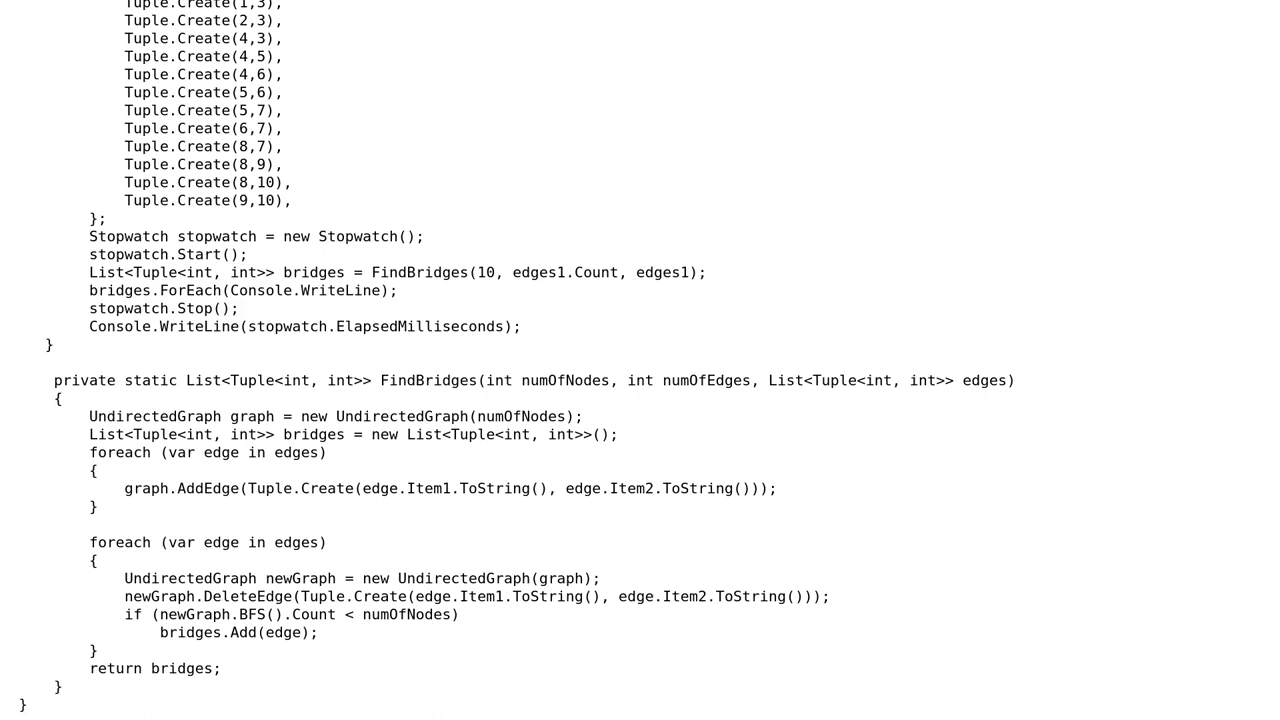 Tuple.Create(1,3),
Tuple.Create(2,3),
Tuple.Create(4,3),
Tuple.Create(4,5),
Tuple.Create(4,6),
Tuple.Create(5,6),
Tuple.Create(5,7),
Tuple.Create(6,7),
Tuple.Create(8,7),
Tuple.Create(8,9),
Tuple.Create(8,10),
Tuple.Create(9,10),
};
Stopwatch stopwatch = new Stopwatch();
stopwatch.Start();
List<Tuple<int, int>> bridges = FindBridges(10, edges1.Count, edges1);
bridges.ForEach(Console.WriteLine);
stopwatch.Stop();
Console.WriteLine(stopwatch.ElapsedMilliseconds);
}
private static List<Tuple<int, int>> FindBridges(int numOfNodes, int numOfEdges, List<Tuple<int, int>> edges)
{
UndirectedGraph graph = new UndirectedGraph(numOfNodes);
List<Tuple<int, int>> bridges = new List<Tuple<int, int>>();
foreach (var edge in edges)
{
graph.AddEdge(Tuple.Create(edge.Item1.ToString(), edge.Item2.ToString()));
}
foreach (var edge in edges)
{
UndirectedGraph newGraph = new UndirectedGraph(graph);
newGraph.DeleteEdge(Tuple.Create(edge.Item1.ToString(), edge.Item2.ToString()));
if (newGraph.BFS().Count < numOfNodes)
bridges.Add(edge);
}
return bridges;
}
}